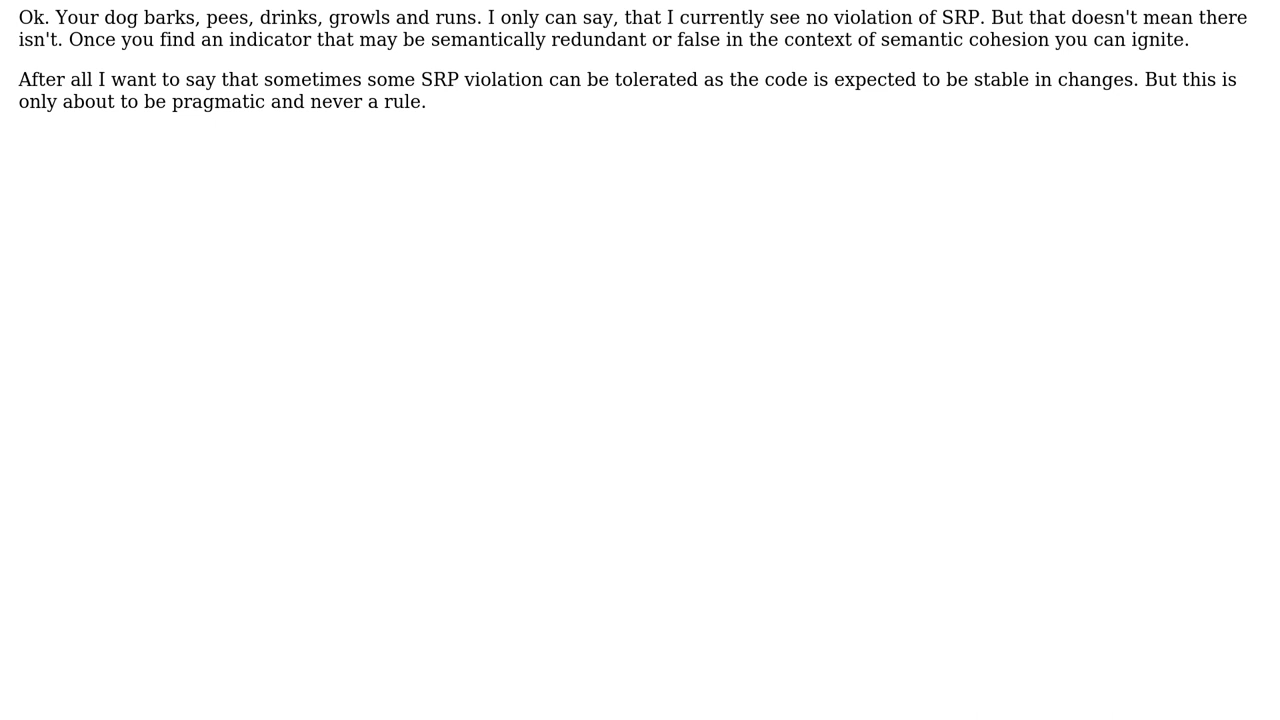 Ok. Your dog barks, pees, drinks, growls and runs. I only can say, that I currently see no violation of SRP. But that doesn't mean there
isn't. Once you find an indicator that may be semantically redundant or false in the context of semantic cohesion you can ignite.
After all I want to say that sometimes some SRP violation can be tolerated as the code is expected to be stable in changes. But this is
only about to be pragmatic and never a rule.